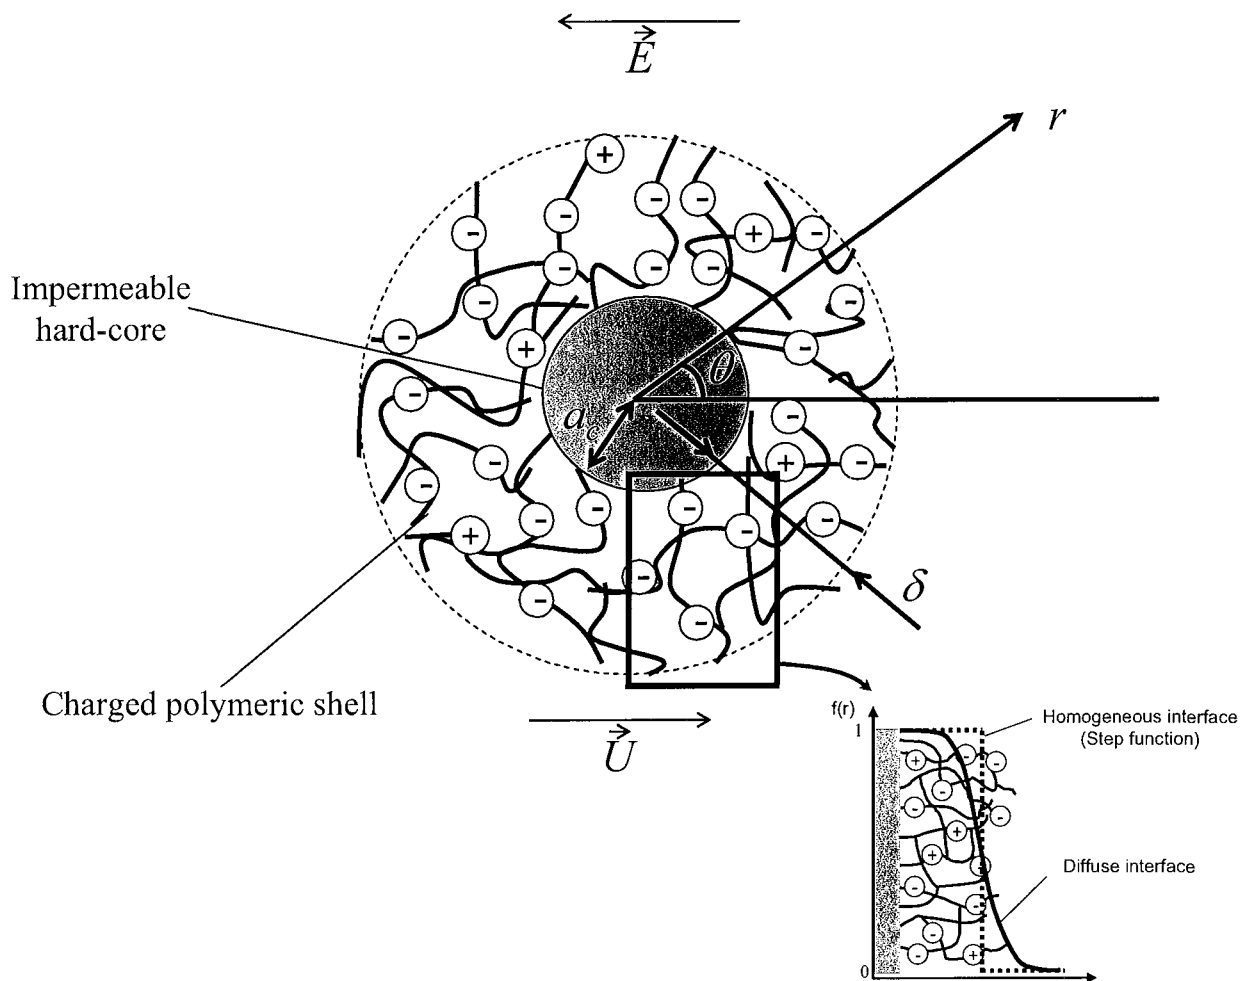 E
r
Impermeable
hard-core
θ
a_c
δ
Charged polymeric shell
U
f(r)
1
Homogeneous interface
(Step function)
Diffuse interface
0